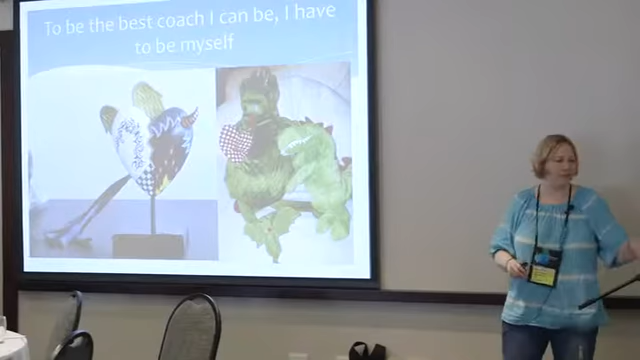 To be the best coach I can be, I have
to be myself